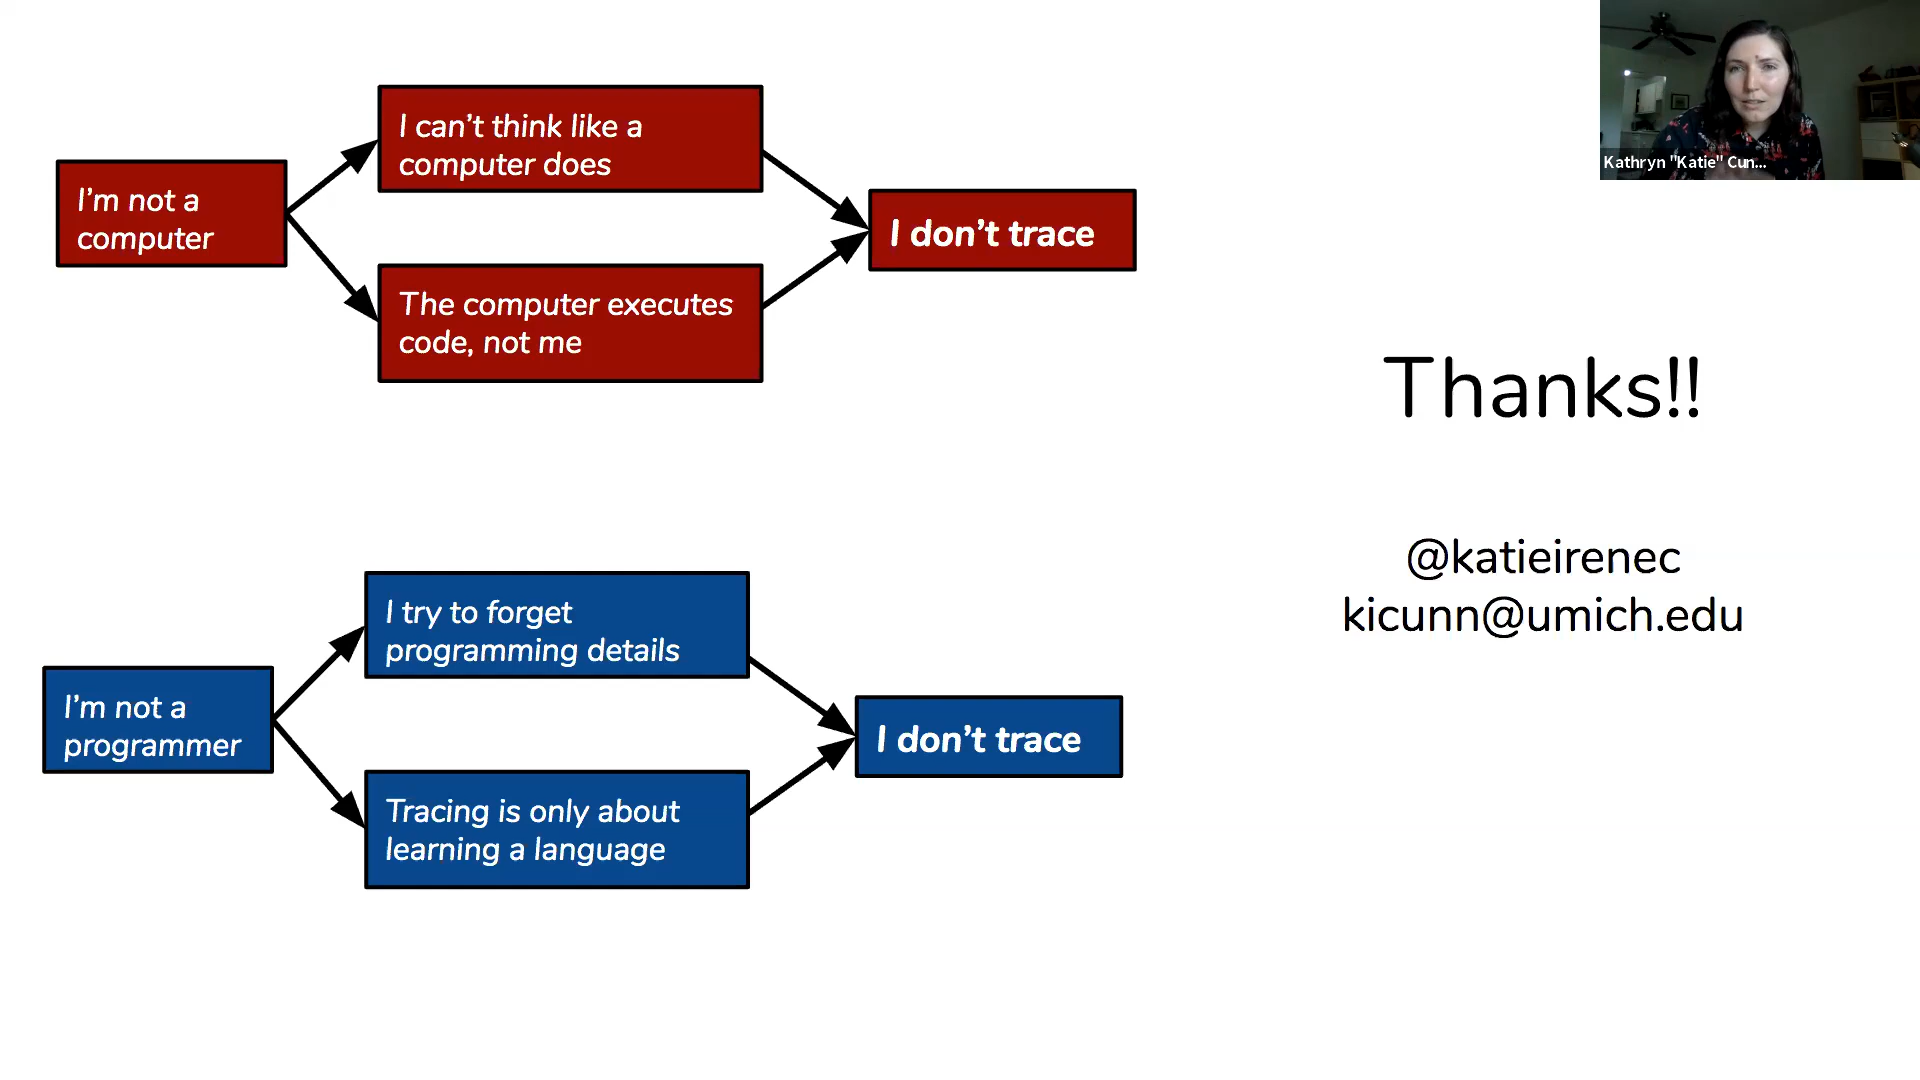 I'm not a
computer
I can't think like a
computer does
The computer executes
code, not me
I don't trace
I'm not a
programmer
I try to forget
programming details
Tracing is only about
learning a language
I don't trace
Thanks!!
@katieirenec
kicunn@umich.edu
Kathryn "Katie" Cun...